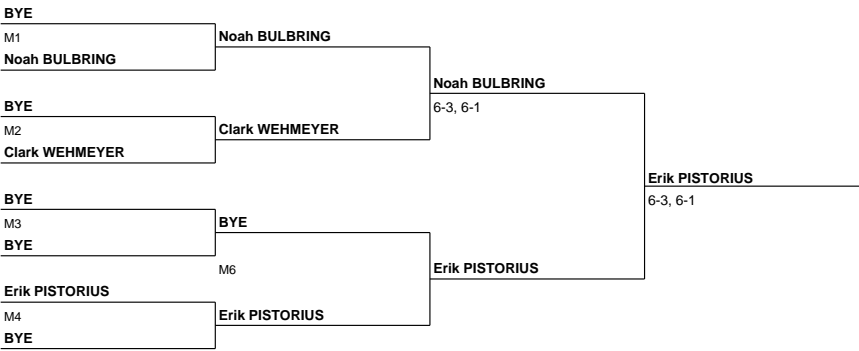 BYE
M1
Noah BULBRING
BYE
M2
Clark WEHMEYER
BYE
M3
BYE
Erik PISTORIUS
M4
BYE
Noah BULBRING
Clark WEHMEYER
BYE
M6
Erik PISTORIUS
Noah BULBRING
6-3, 6-1
Erik PISTORIUS
Erik PISTORIUS
6-3, 6-1